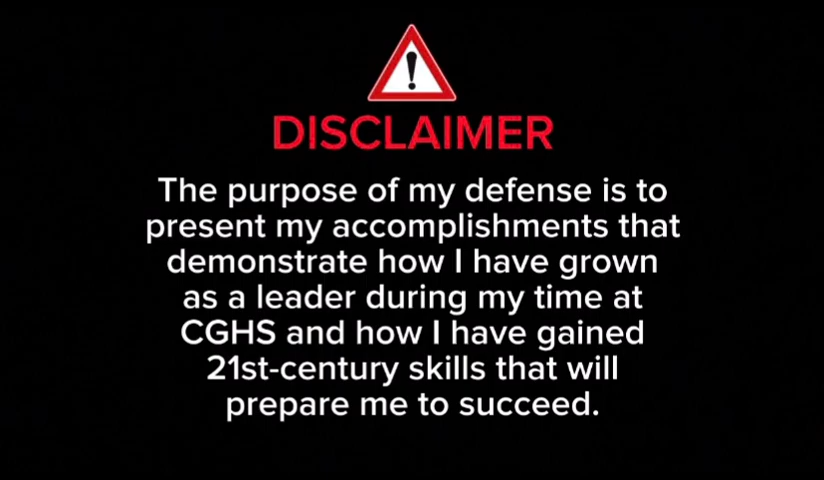 DISCLAIMER
The purpose of my defense is to
present my accomplishments that
demonstrate how I have grown
as a leader during my time at
CGHS and how I have gained
21st-century skills that will
prepare me to succeed.